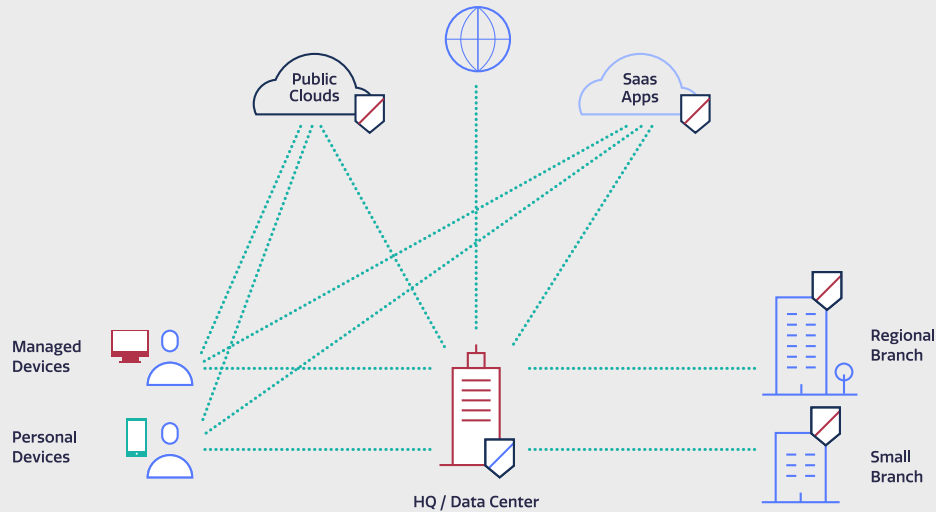 Public
Clouds
Saas
Apps
Managed
Devices
Regional
Branch
Personal
Devices
Small
Branch
HQ / Data Center